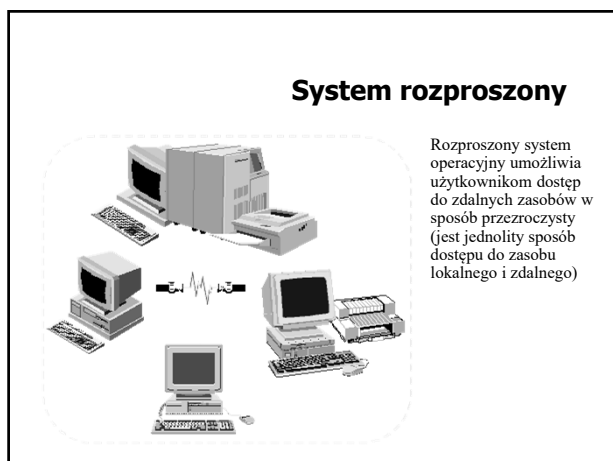 System rozproszony
Rozproszony system
operacyjny umożliwia
użytkownikom dostęp
do zdalnych zasobów w
sposób przezroczysty
(jest jednolity sposób
dostępu do zasobu
lokalnego i zdalnego)